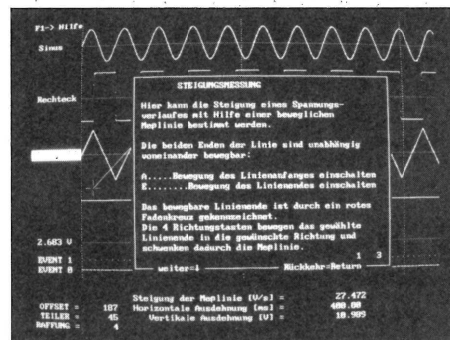 F1-> Hilfe
Sinus
Rechteck
STEIGUNGSMESSUNG
Hier kann die Steigung eines Spannungs-
verlaufes mit Hilfe einer beweglichen
Meßlinie bestimmt werden.
Die beiden Enden der Linie sind unabhängig
voneinander bewegbar:
A.....Bewegung des Linienanfanges einschalten
E.......Bewegung des Linienendes einschalten
Das bewegbare Linienende ist durch ein rotes
Fadenkreuz gekennzeichnet.
Die 4 Richtungstasten bewegen das gewählte
Linienende in die gewünschte Richtung und
schwenken dadurch die Meßlinie.
1 3
weiter=↓ Rückkehr=Return
2.683 V
EVENT 1
EVENT 0
OFFSET = 187
TEILER = 45
RAFFUNG = 4
Steigung der Meßlinie [V/s] = 27.472
Horizontale Ausdehnung [ms] = 400.00
Vertikale Ausdehnung [V] = 10.989